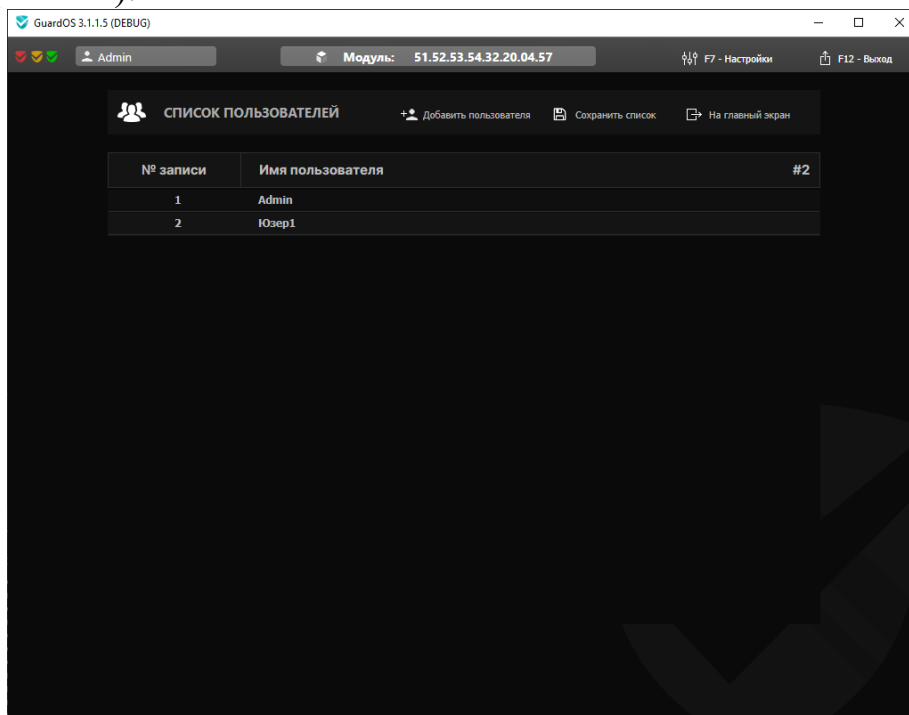 ).
GuardOS 3.1.1.5 (DEBUG)
Admin Модуль: 51.52.53.54.32.20.04.57 F7 - Настройки F12 - Выход
СПИСОК ПОЛЬЗОВАТЕЛЕЙ Добавить пользователя Сохранить список На главный экран
№ записи Имя пользователя #2
1 Admin
2 Юзер1